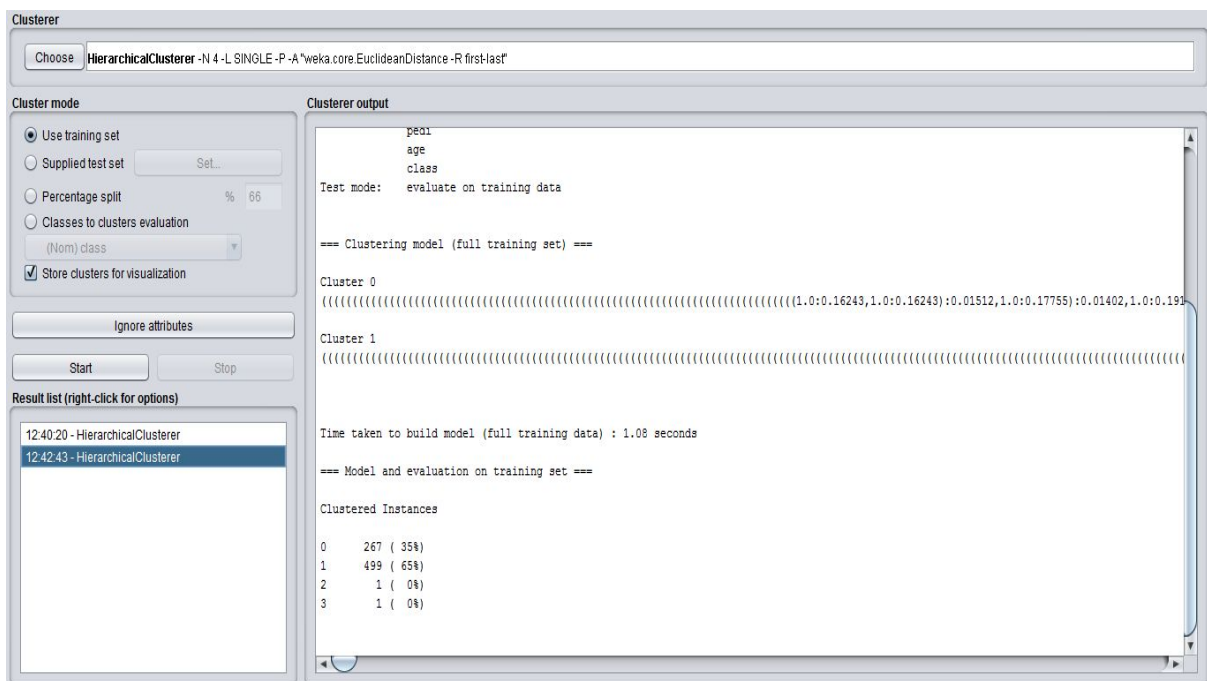 Clusterer
Choose HierarchicalClusterer -N 4 -L SINGLE -P -A "weka.core.EuclideanDistance -R first-last"
Cluster mode
Use training set
Supplied test set Set...
Percentage split % 66
Classes to clusters evaluation
(Nom) class
Store clusters for visualization
Ignore attributes
Start Stop
Result list (right-click for options)
12:40:20 - HierarchicalClusterer
12:42:43 - HierarchicalClusterer
Clusterer output
pedi
age
class
Test mode: evaluate on training data
=== Clustering model (full training set) ===
Cluster 0
((((((((((((((((((((((((((((((((((((((((((((((((((((((((((((((((((((((((((((1.0:0.16243,1.0:0.16243):0.01512,1.0:0.17755):0.01402,1.0:0.191
Cluster 1
((((((((((((((((((((((((((((((((((((((((((((((((((((((((((((((((((((((((((((((((((((((((((((((((((((((((((((((((((((((((((((((((((((((((((((
Time taken to build model (full training data) : 1.08 seconds
=== Model and evaluation on training set ===
Clustered Instances
0 267 ( 35%)
1 499 ( 65%)
2 1 ( 0%)
3 1 ( 0%)